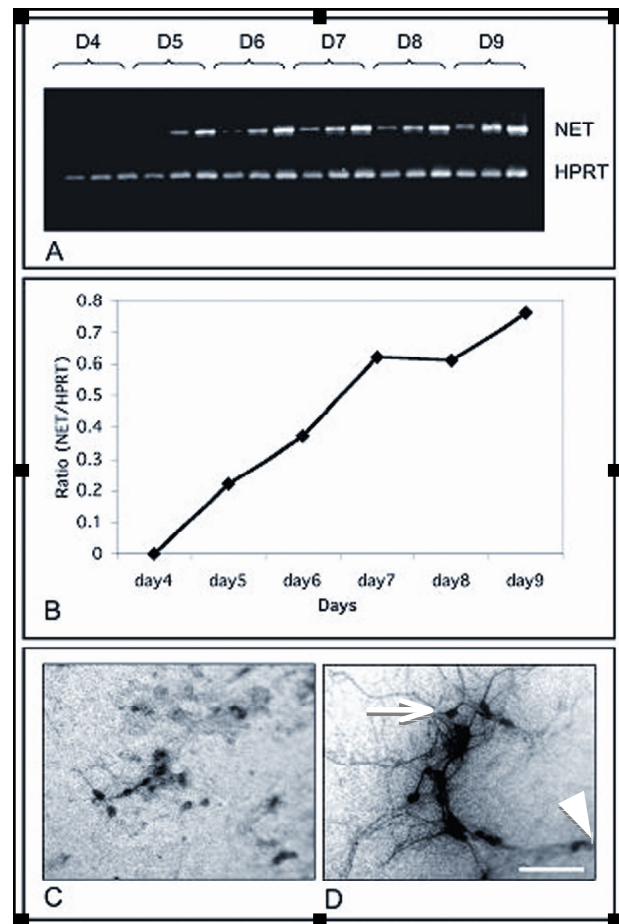 D4 D5 D6 D7 D8 D9
NET
HPRT
A
0.8
0.7
0.6
0.5
0.4
0.3
0.2
0.1
0
Ratio (NET/HPRT)
day4 day5 day6 day7 day8 day9
Days
B
C
D